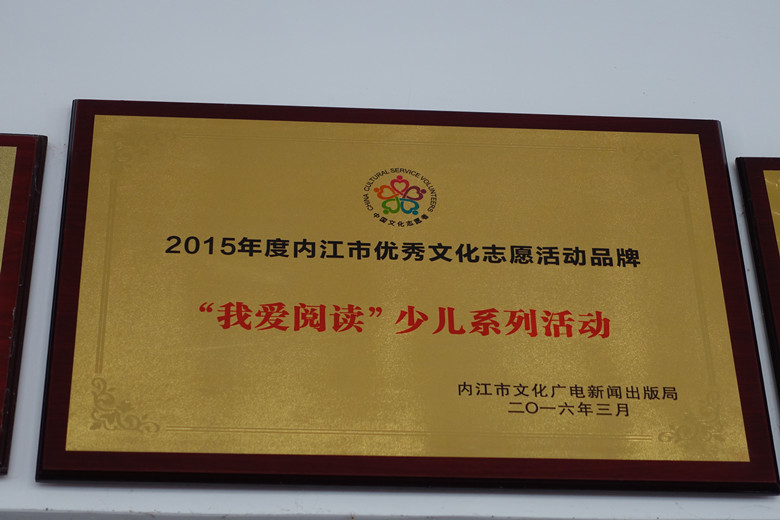 CHINA CULTURAL SERVICE VOLUNTEERS
中国文化志愿者
2015年度内江市优秀文化志愿活动品牌
“我爱阅读”少儿系列活动
内江市文化广电新闻出版局
二〇一六年三月